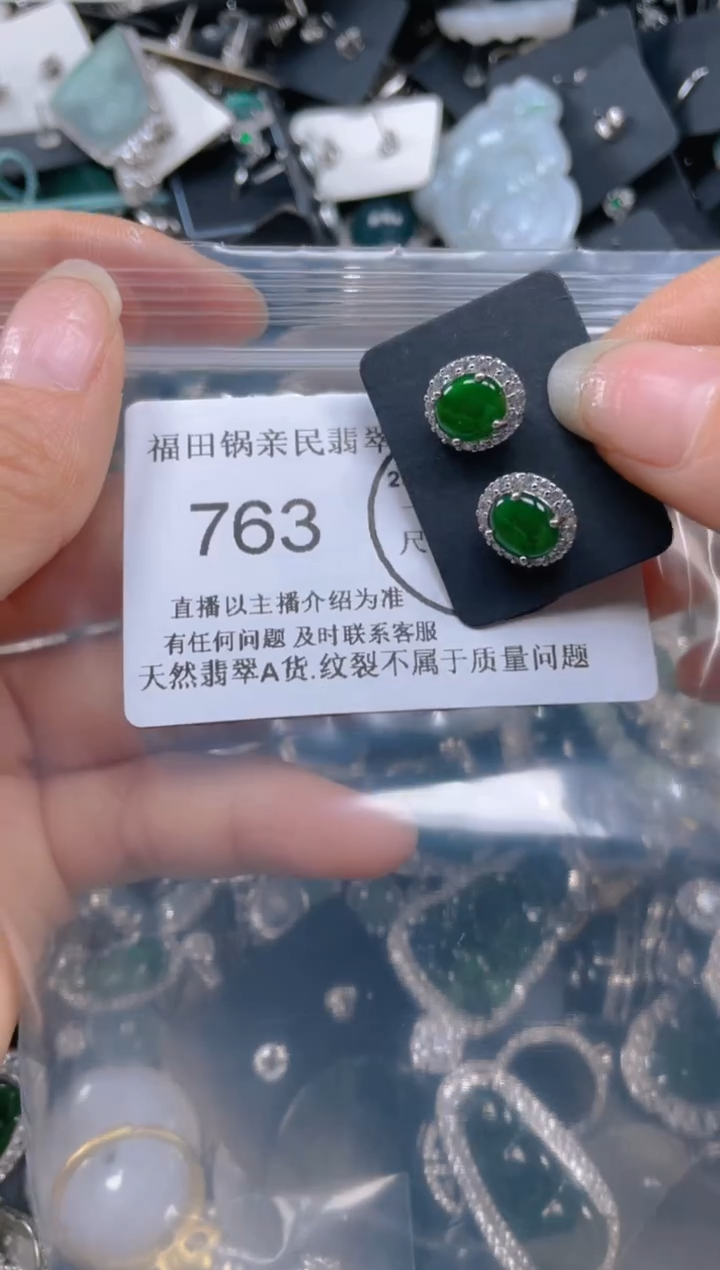 福田锅亲民翡翠
763
2
尺
直播以主播介绍为准
有任何问题 及时联系客服
天然翡翠A货.纹裂不属于质量问题